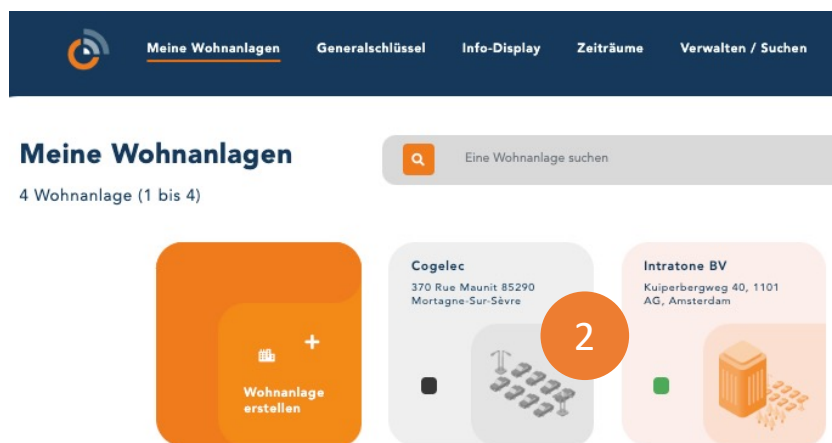 Meine Wohnanlagen Generalschlüssel Info-Display Zeiträume Verwalten / Suchen
Meine Wohnanlagen
Eine Wohnanlage suchen
4 Wohnanlage (1 bis 4)
Cogelec
370 Rue Maunit 85290
Mortagne-Sur-Sèvre
Intratone BV
Kuiperbergweg 40, 1101
AG, Amsterdam
2
+
Wohnanlage
erstellen